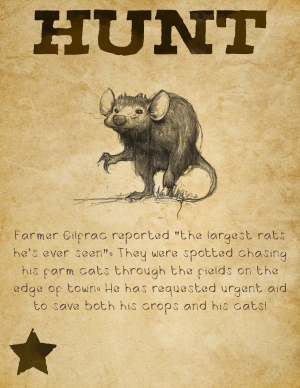 HUNT
Farmer Gilfrac reported "the largest rats
he's ever seen". They were spotted chasing
his farm cats through the fields on the
edge of town. He has requested urgent aid
to save both his crops and his cats!